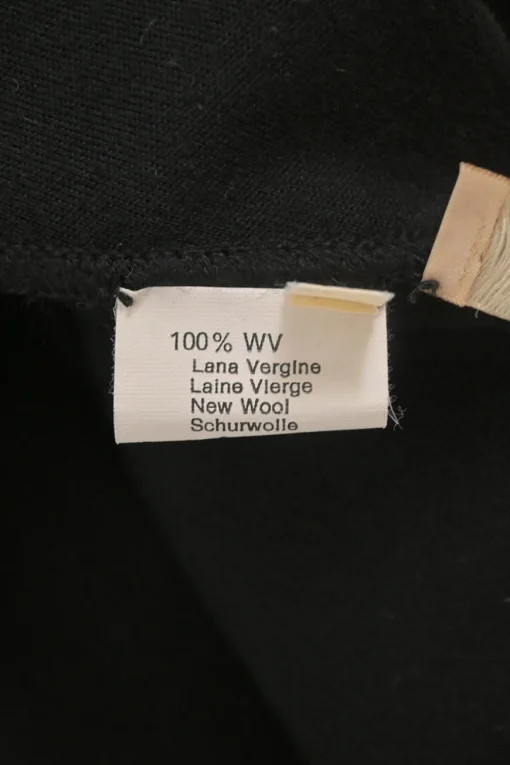 100% WV
Lana Vergine
Laine Vierge
New Wool
Schurwolle